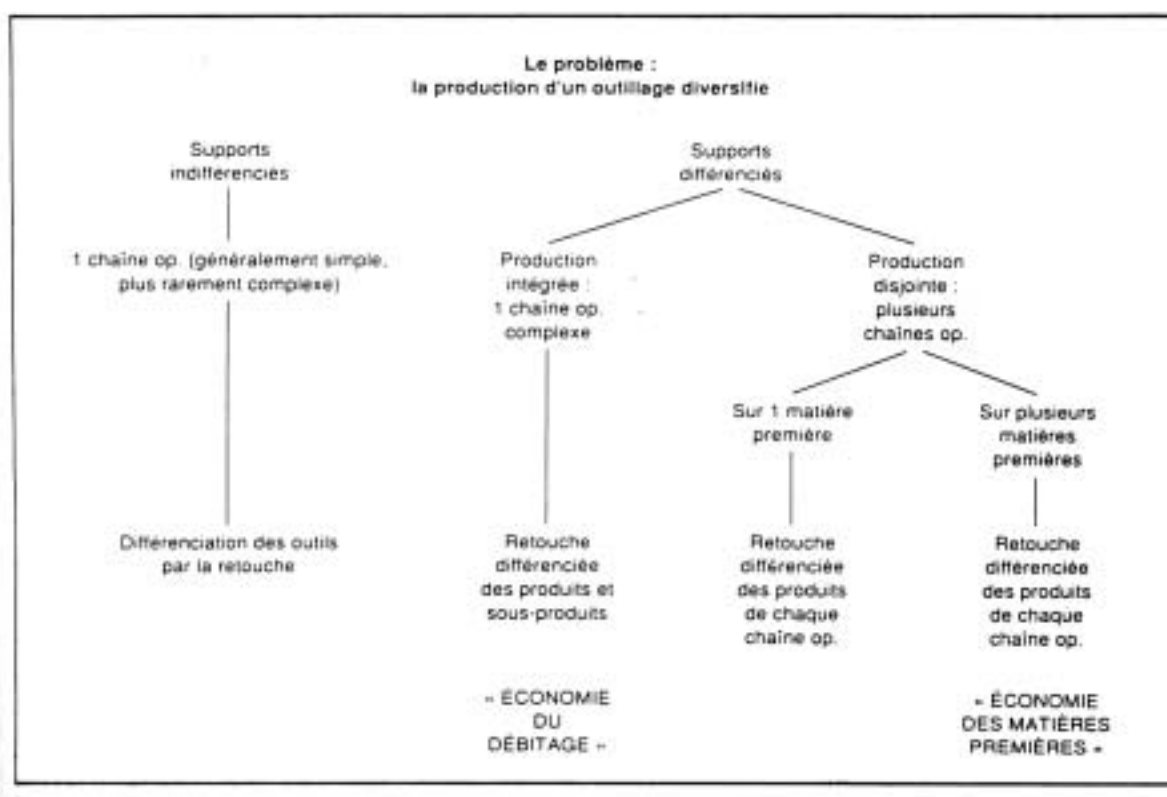 Le problème :
la production d'un outillage diversifie
Supports
indifférenciés
Supports
différenciés
1 chaîne op. (généralement simple,
plus rarement complexe)
Production
intégrée :
1 chaîne op.
complexe
Production
disjointe :
plusieurs
chaînes op.
Sur 1 matière
première
Sur plusieurs
matières
premières
Différenciation des outils
par la retouche
Retouche
différenciée
des produits et
sous-produits
Retouche
différenciée
des produits
de chaque
chaîne op.
Retouche
différenciée
des produits
de chaque
chaîne op.
« ÉCONOMIE
DU
DÉBITAGE »
« ÉCONOMIE
DES MATIÈRES
PREMIÈRES »